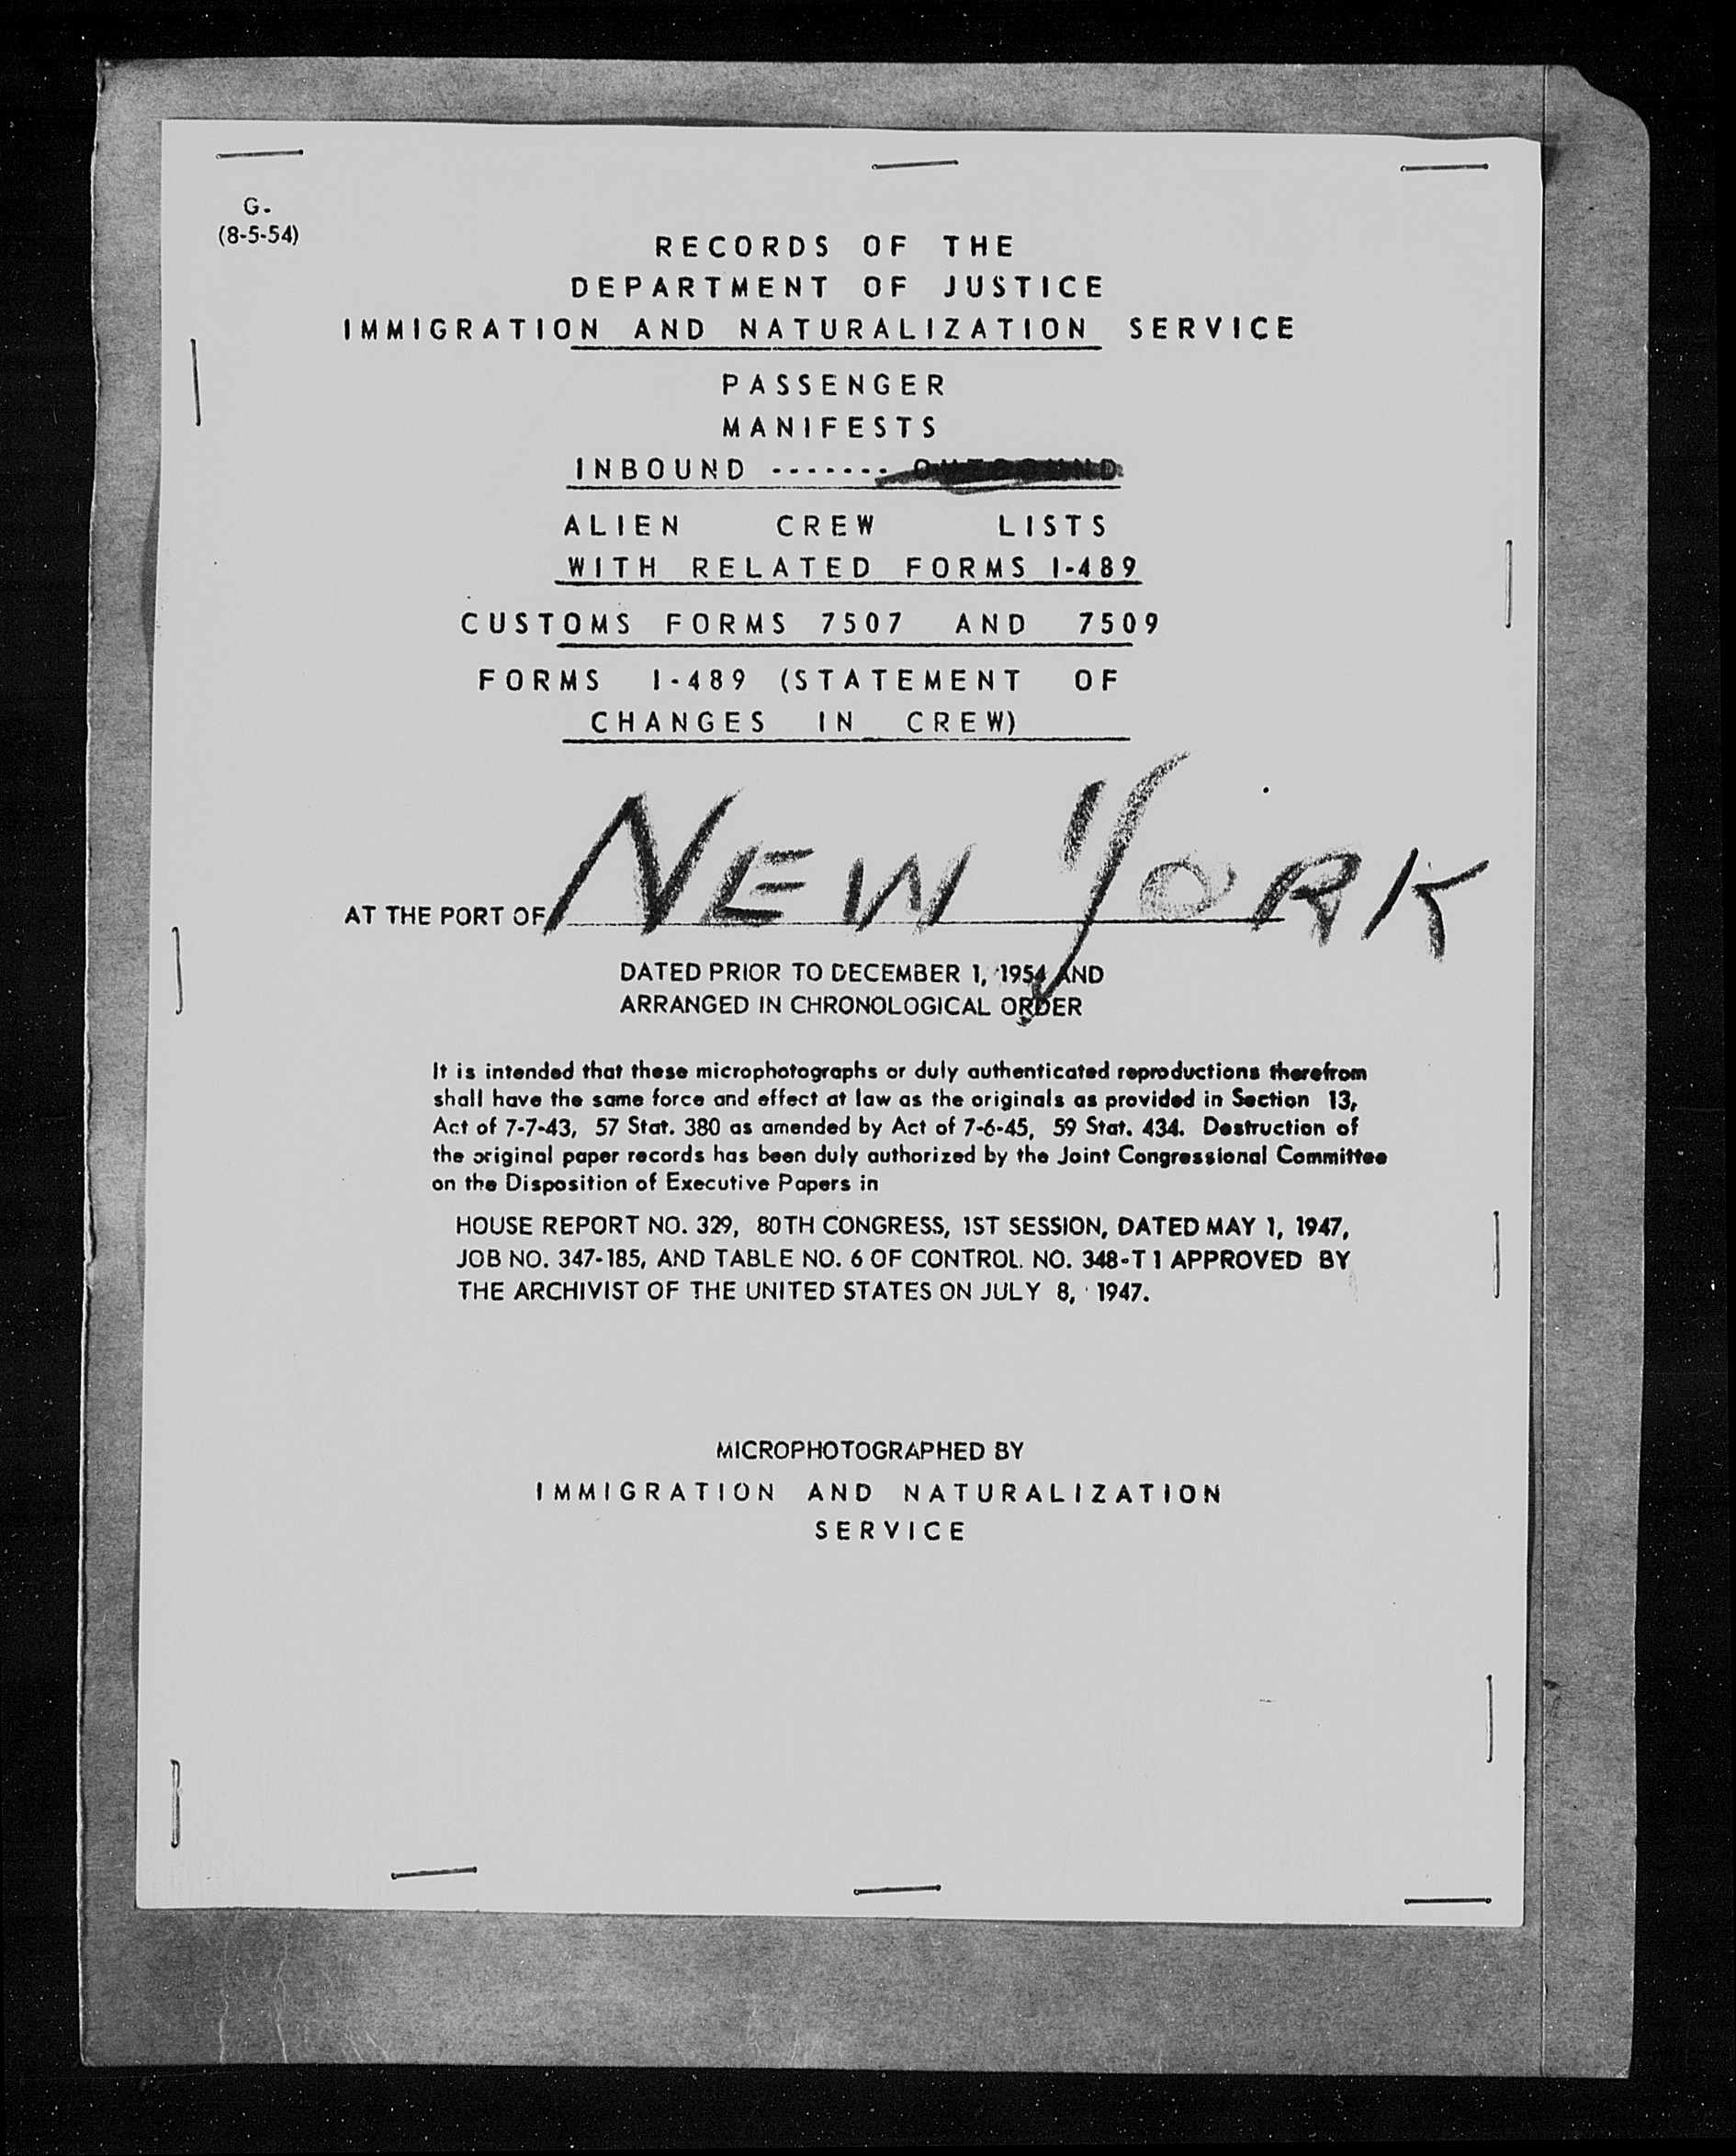 G.
(8-5-54)
RECORDS OF THE
DEPARTMENT OF JUSTICE
IMMIGRATION AND NATURALIZATION SERVICE
PASSENGER
MANIFESTS
INBOUND ------- OUTBOUND
ALIEN CREW LISTS
WITH RELATED FORMS I-489
CUSTOMS FORMS 7507 AND 7509
FORMS I-489 (STATEMENT OF
CHANGES IN CREW)
AT THE PORT OF NEW YORK
DATED PRIOR TO DECEMBER 1, 1954 AND
ARRANGED IN CHRONOLOGICAL ORDER
It is intended that these microphotographs or duly authenticated reproductions therefrom
shall have the same force and effect at law as the originals as provided in Section 13,
Act of 7-7-43, 57 Stat. 380 as amended by Act of 7-6-45, 59 Stat. 434. Destruction of
the original paper records has been duly authorized by the Joint Congressional Committee
on the Disposition of Executive Papers in
HOUSE REPORT NO. 329, 80TH CONGRESS, 1ST SESSION, DATED MAY 1, 1947,
JOB NO. 347-185, AND TABLE NO. 6 OF CONTROL NO. 348-T1 APPROVED BY
THE ARCHIVIST OF THE UNITED STATES ON JULY 8, 1947.
MICROPHOTOGRAPHED BY
IMMIGRATION AND NATURALIZATION
SERVICE